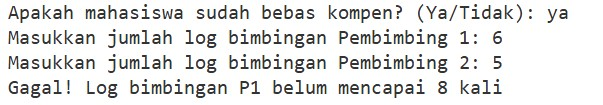 Apakah mahasiswa sudah bebas kompen? (Ya/Tidak): ya
Masukkan jumlah log bimbingan Pembimbing 1: 6
Masukkan jumlah log bimbingan Pembimbing 2: 5
Gagal! Log bimbingan P1 belum mencapai 8 kali